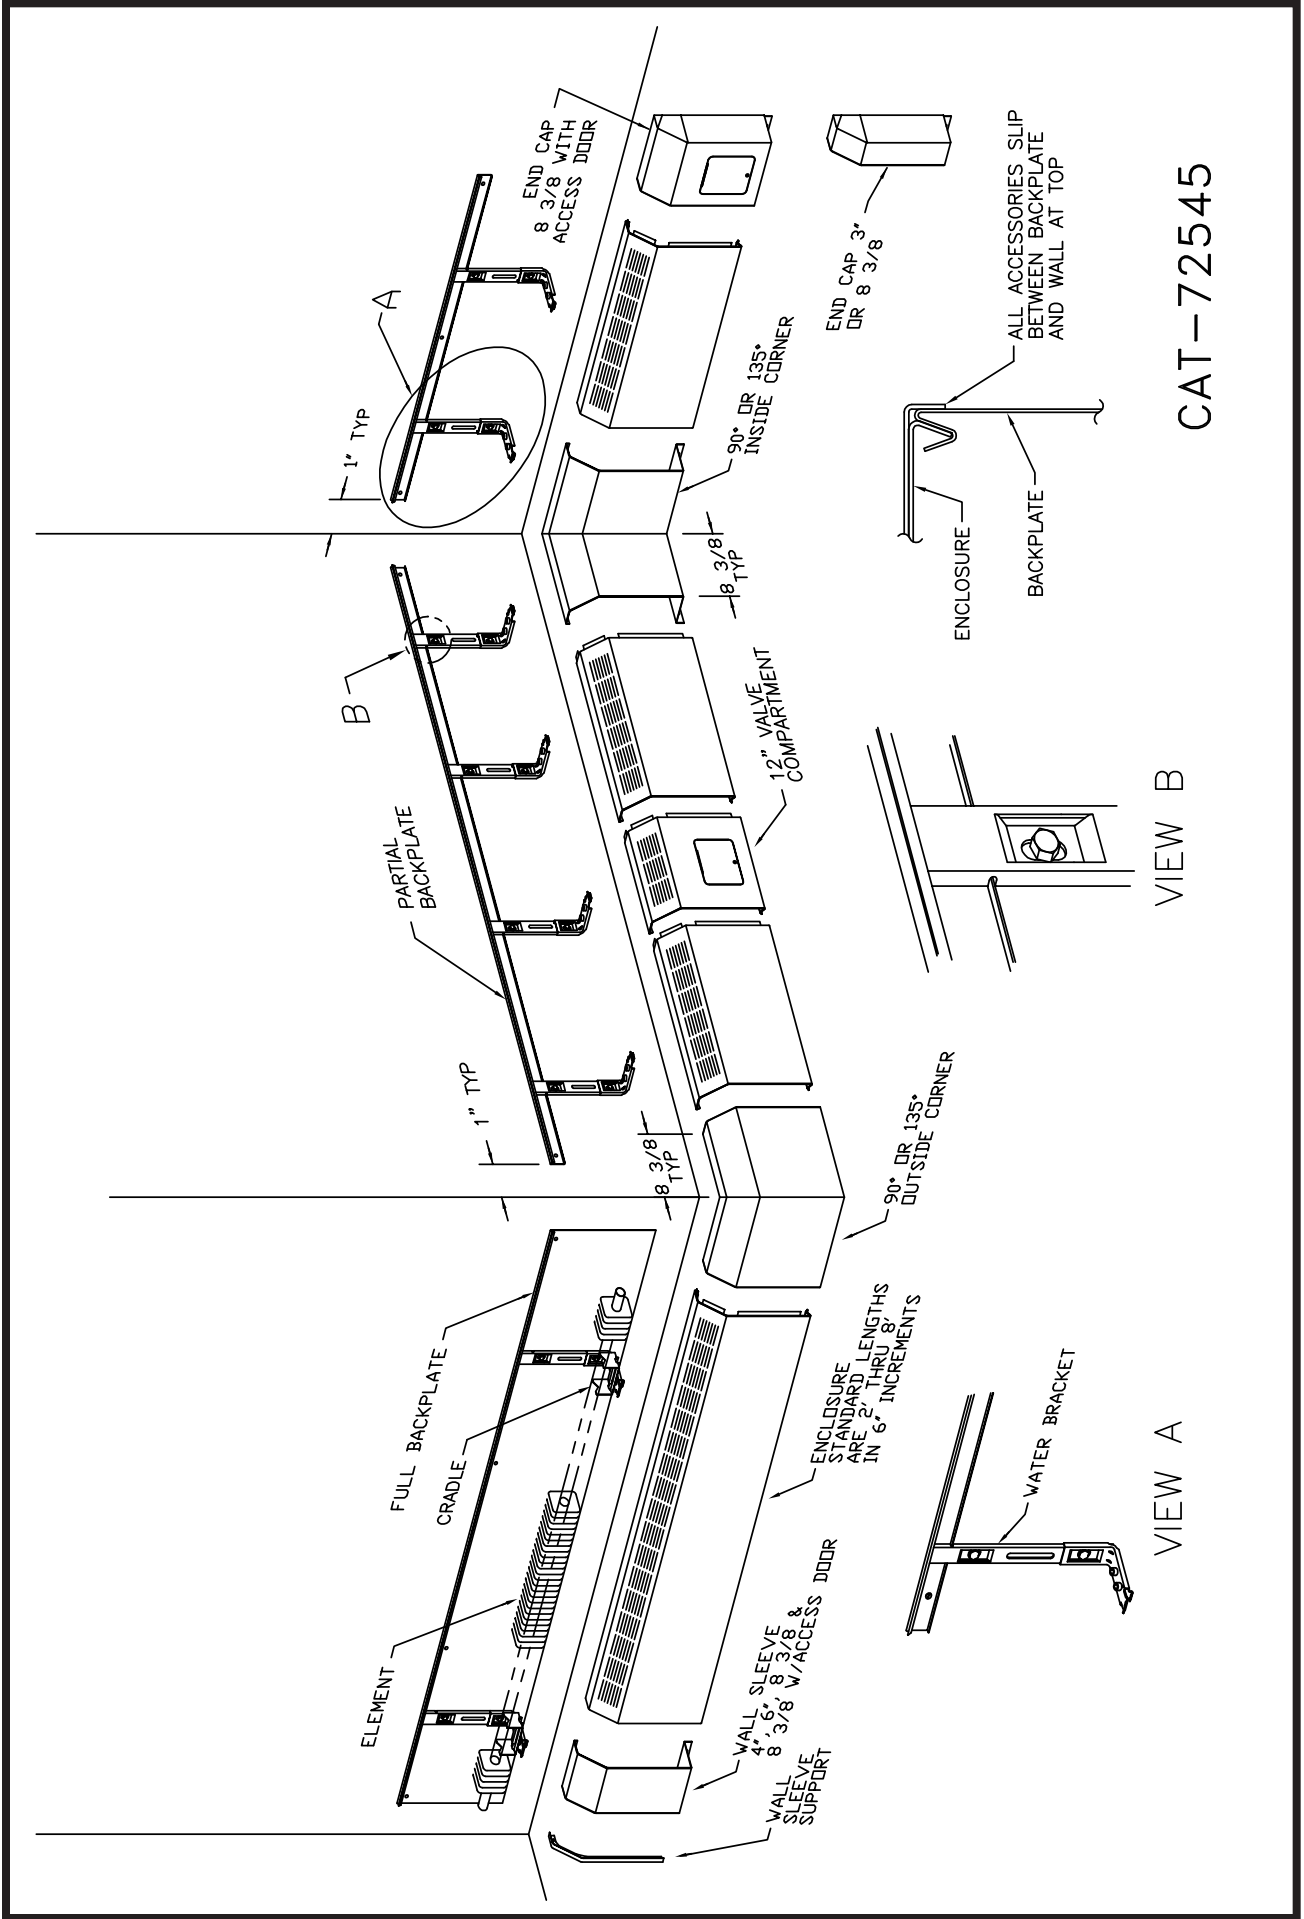 FULL BACKPLATE
CRADLE
ELEMENT
1" TYP
PARTIAL
BACKPLATE
B
1" TYP
A
END CAP
8 3/8 WITH
ACCESS DOOR
8 3/8
TYP
8 3/8
TYP
WALL
SLEEVE
SUPPORT
WALL SLEEVE
4", 6", 8 3/8 &
8 3/8 W/ACCESS DOOR
ENCLOSURE
STANDARD LENGTHS
ARE 2' THRU 8'
IN 6" INCREMENTS
90° OR 135°
OUTSIDE CORNER
12" VALVE
COMPARTMENT
90° OR 135°
INSIDE CORNER
END CAP 3"
OR 8 3/8
WATER BRACKET
VIEW A
VIEW B
ENCLOSURE
BACKPLATE
ALL ACCESSORIES SLIP
BETWEEN BACKPLATE
AND WALL AT TOP
CAT-72545